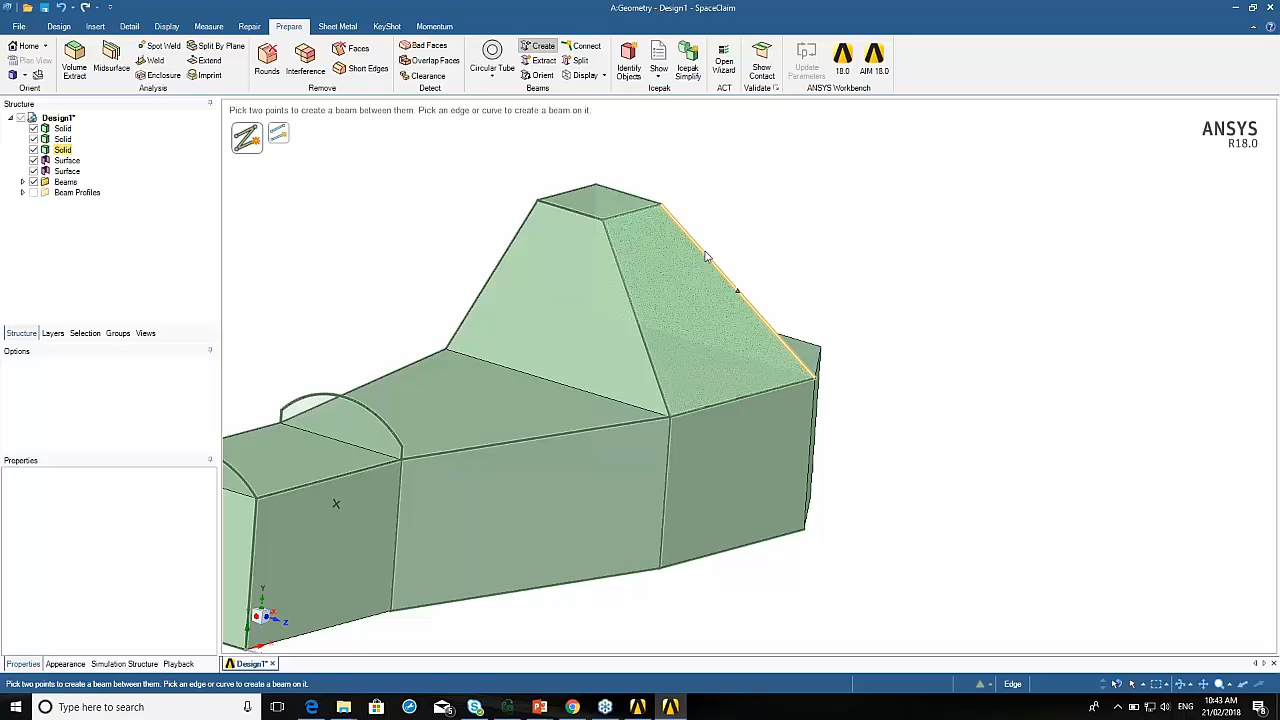 A:Geometry - Design1 - SpaceClaim
File Design Insert Detail Display Measure Repair Prepare Sheet Metal KeyShot Momentum
Home
Plan View
Orient
Volume Extract
Midsurface
Spot Weld
Weld
Enclosure
Split By Plane
Extend
Imprint
Analysis
Rounds
Interference
Faces
Short Edges
Remove
Bad Faces
Overlap Faces
Clearance
Detect
Circular Tube
Create
Extract
Orient
Connect
Split
Display
Beams
Identify Objects
Show
Icepak Simplify
Icepak
Open Wizard
ACT
Show Contact
Validate
Update Parameters
18.0
AIM 18.0
ANSYS Workbench
Structure
Design1*
Solid
Solid
Solid
Surface
Surface
Beams
Beam Profiles
Structure Layers Selection Groups Views
Options
Properties
Properties Appearance Simulation Structure Playback
Pick two points to create a beam between them. Pick an edge or curve to create a beam on it.
ANSYS
R18.0
Y
X
Z
Design1*
Pick two points to create a beam between them. Pick an edge or curve to create a beam on it.
Edge
Type here to search
ENG
10:43 AM
21/02/2018